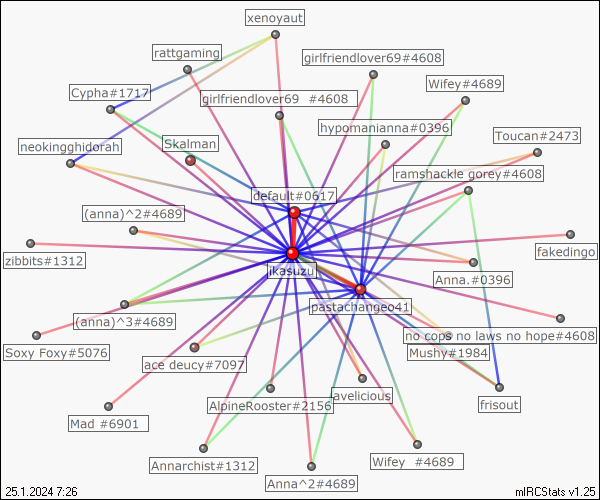 xenoyaut
rattgaming
girlfriendlover69#4608
Cypha#1717
girlfriendlover69 #4608
Wifey#4689
hypomanianna#0396
neokingghidorah
Skalman
Toucan#2473
ramshackle gorey#4608
default#0617
(anna)^2#4689
zibbits#1312
ikasuzu
fakedingo
Anna.#0396
pastachangeo41
(anna)^3#4689
no cops no laws no hope#4608
Soxy Foxy#5076
Mushy#1984
ace deucy#7097
avelicious
AlpineRooster#2156
frisout
Mad #6901
Annarchist#1312
Wifey #4689
Anna^2#4689
25.1.2024 7:26
mIRCStats v1.25